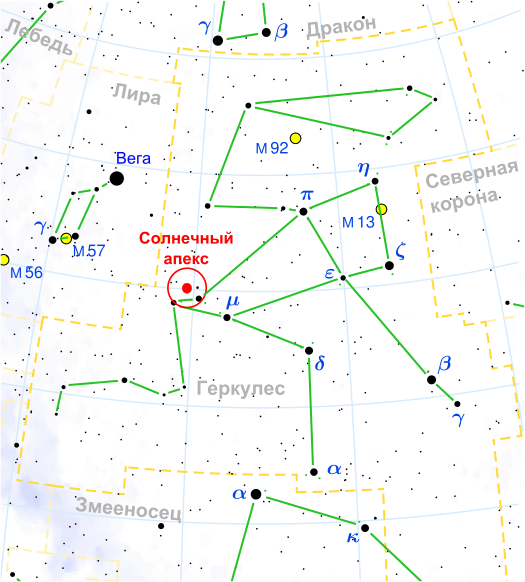 γ
β
Дракон
Лебедь
Лира
M 92
Вега
η
Северная
корона
π
M 13
γ
M 57
Солнечный
апекс
ζ
M 56
ε
μ
δ
β
Геркулес
γ
α
α
Змееносец
κ